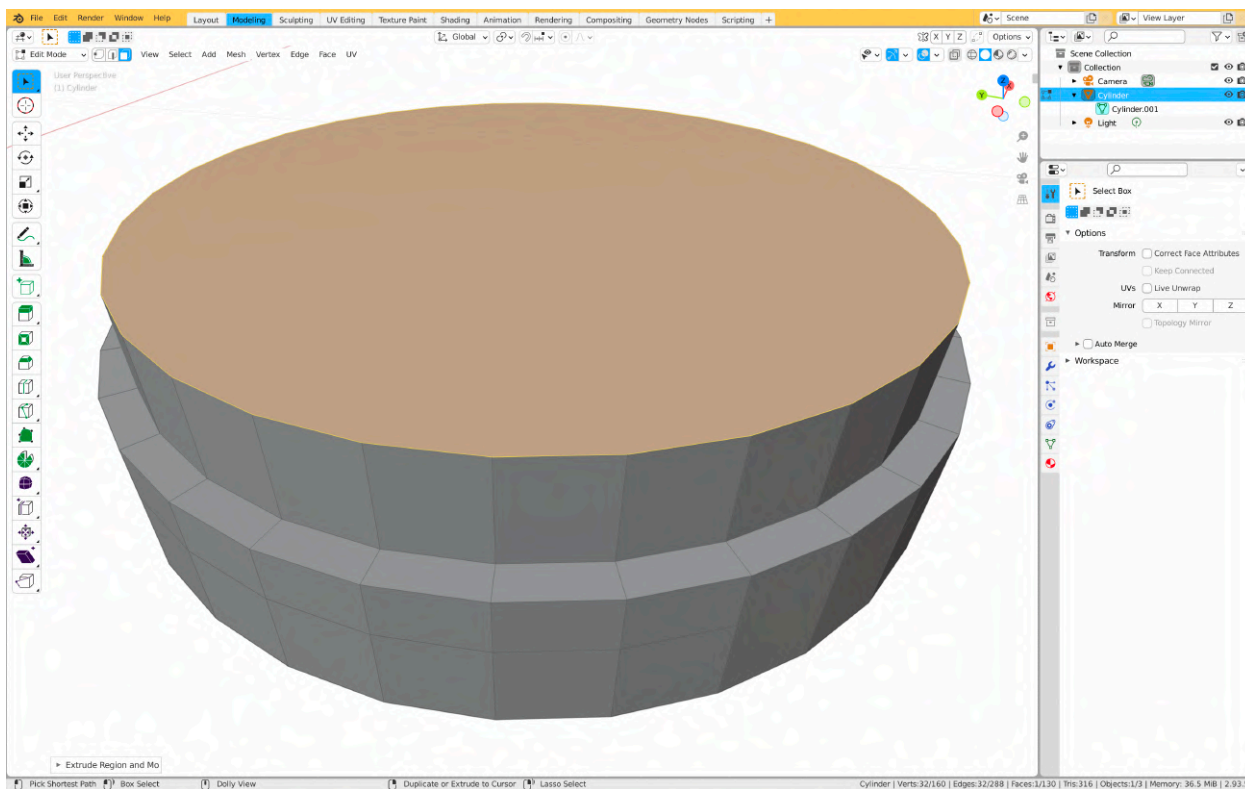 File Edit Render Window Help Layout Modeling Sculpting UV Editing Texture Paint Shading Animation Rendering Compositing Geometry Nodes Scripting + Scene View Layer
Global X Y Z Options
Edit Mode View Select Add Mesh Vertex Edge Face UV
User Perspective
(1) Cylinder
Z
X
Y
Scene Collection
Collection
Camera
Cylinder
Cylinder.001
Light
Select Box
Options
Transform Correct Face Attributes
Keep Connected
UVs Live Unwrap
Mirror X Y Z
Topology Mirror
Auto Merge
Workspace
Extrude Region and Mo
Pick Shortest Path Box Select Dolly View Duplicate or Extrude to Cursor Lasso Select Cylinder | Verts:32/160 | Edges:32/288 | Faces:1/130 | Tris:316 | Objects:1/3 | Memory: 36.5 MiB | 2.93.